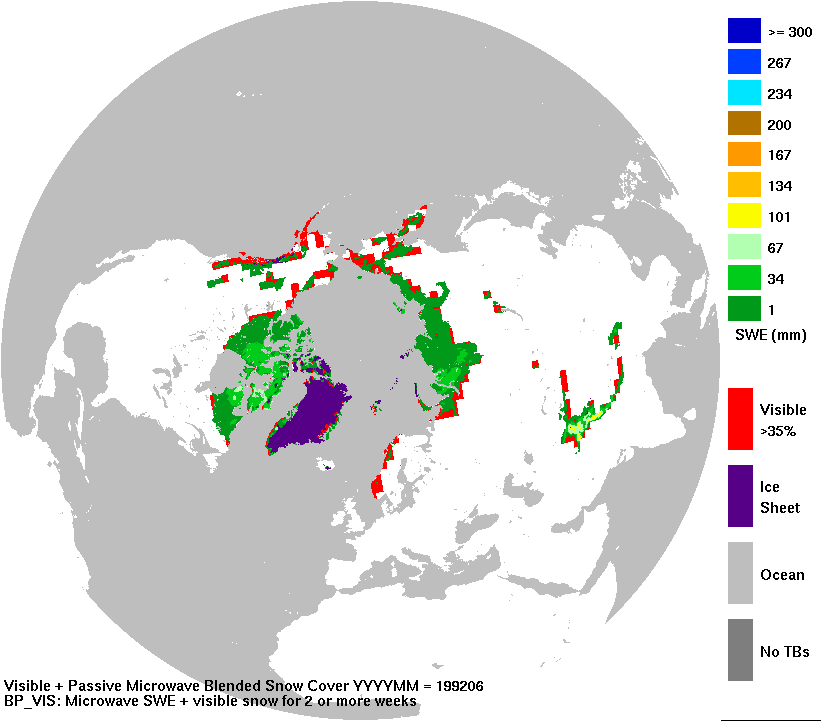 >= 300
267
234
200
167
134
101
67
34
1
SWE (mm)
Visible
>35%
Ice
Sheet
Ocean
No TBs
Visible + Passive Microwave Blended Snow Cover YYYYMM = 199206
BP_VIS: Microwave SWE + visible snow for 2 or more weeks